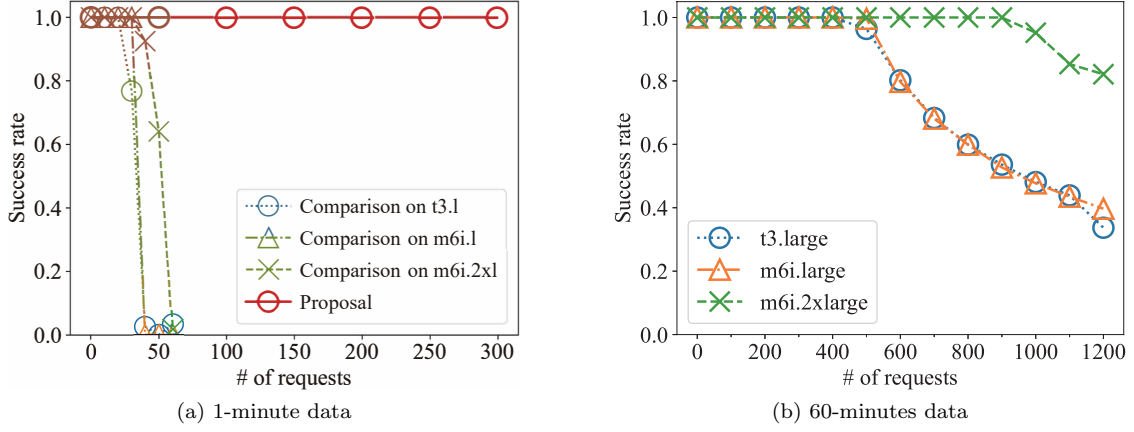 1.0
0.8
0.6
0.4
0.2
0.0
Success rate
0 50 100 150 200 250 300
# of requests
Comparison on t3.l
Comparison on m6i.l
Comparison on m6i.2xl
Proposal
(a) 1-minute data
1.0
0.8
0.6
0.4
0.2
0.0
Success rate
0 200 400 600 800 1000 1200
# of requests
t3.large
m6i.large
m6i.2xlarge
(b) 60-minutes data